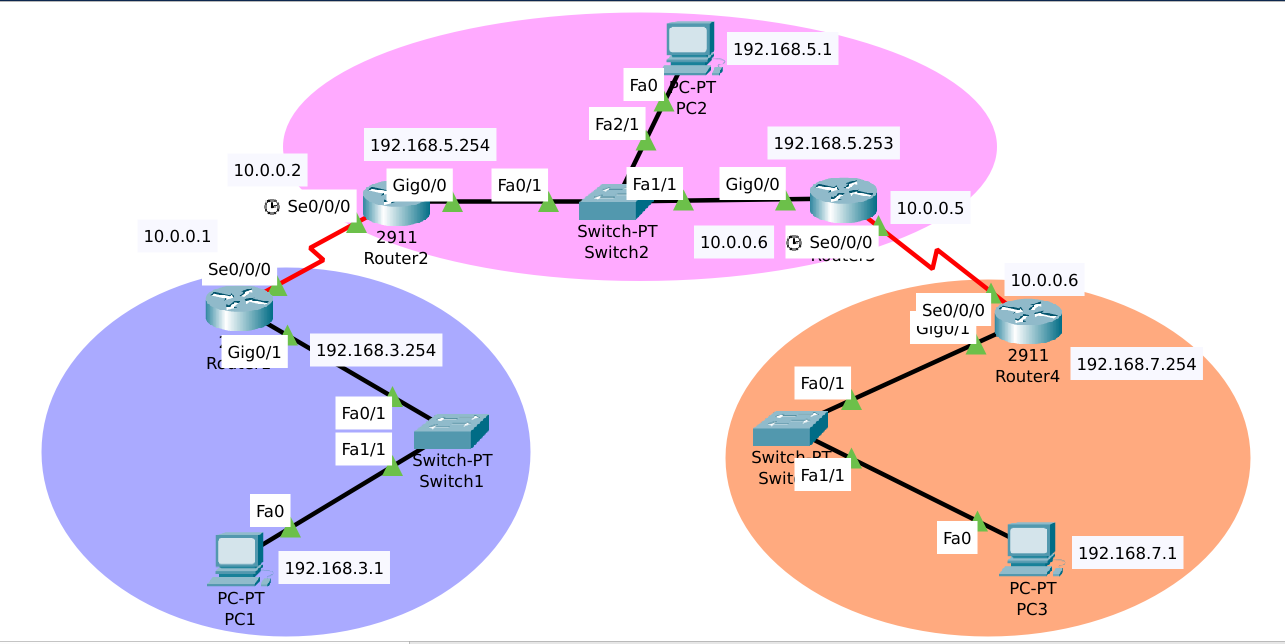 192.168.5.1
Fa0
PC-PT
PC2
Fa2/1
192.168.5.254
192.168.5.253
10.0.0.2
Gig0/0
Fa0/1
Fa1/1
Gig0/0
Se0/0/0
10.0.0.5
2911
Router2
Switch-PT
Switch2
10.0.0.6
Se0/0/0
10.0.0.1
Se0/0/0
10.0.0.6
Se0/0/0
Gig0/1
Gig0/1
192.168.3.254
2911
Router4
192.168.7.254
Fa0/1
Fa0/1
Fa1/1
Switch-PT
Switch1
Switch-PT
Fa1/1
Fa0
Fa0
192.168.3.1
192.168.7.1
PC-PT
PC1
PC-PT
PC3